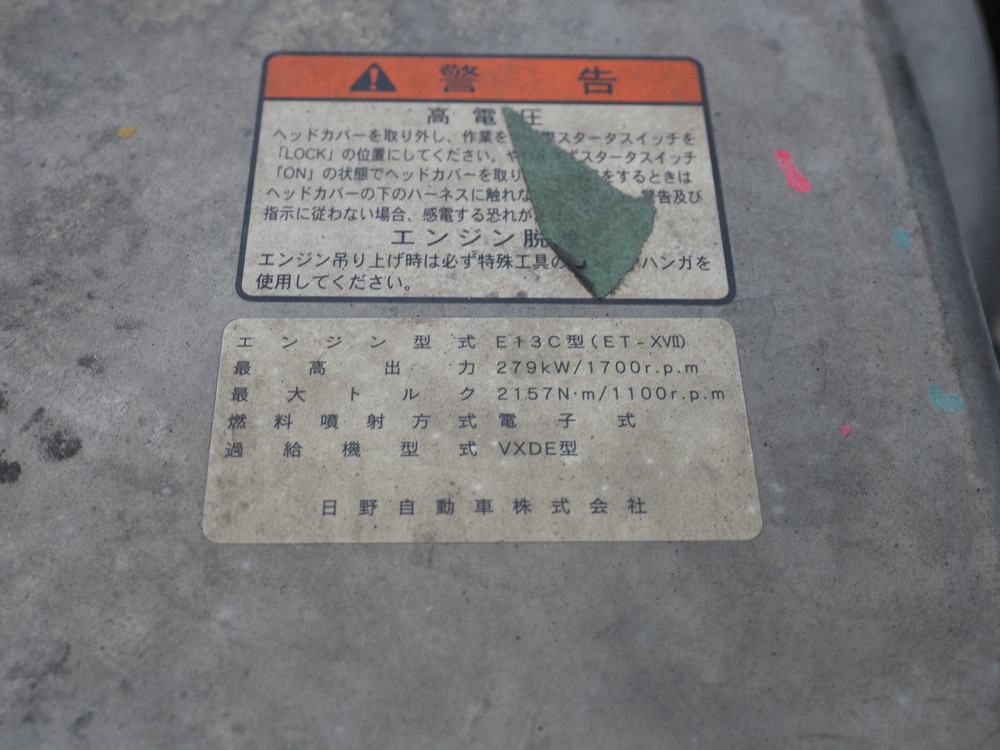 警告
高電圧
ヘッドカバーを取り外し、作業を スタータスイッチを
「LOCK」の位置にしてください。 スタータスイッチ
「ON」の状態でヘッドカバーを取り をするときは
ヘッドカバーの下のハーネスに触れな 警告及び
指示に従わない場合、感電する恐れが
エンジン脱
エンジン吊り上げ時は必ず特殊工具の ハンガを
使用してください。
エンジン型式 E13C型(ET-XVII)
最高出力 279kW/1700r.p.m
最大トルク 2157N·m/1100r.p.m
燃料噴射方式 電子式
過給機型式 VXDE型
日野自動車株式会社